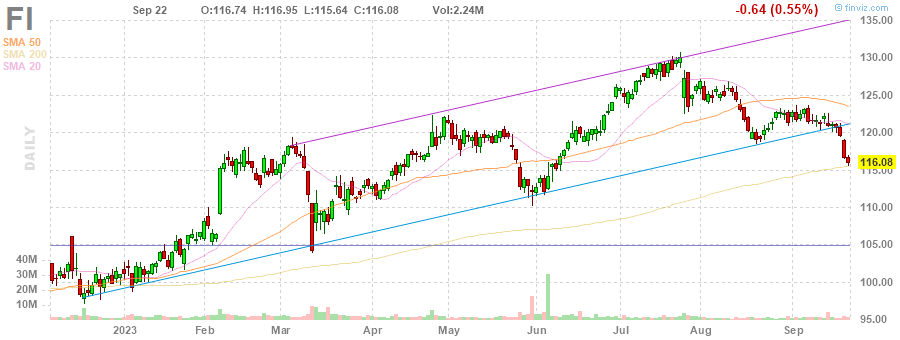 FI
Sep 22 O:116.74 H:116.95 L:115.64 C:116.08 Vol:2.24M -0.64 (0.55%) finviz.com
SMA 50
SMA 200
SMA 20
DAILY
135.00
130.00
125.00
120.00
116.08
115.00
110.00
105.00
100.00
95.00
40M
30M
20M
10M
2023 Feb Mar Apr May Jun Jul Aug Sep